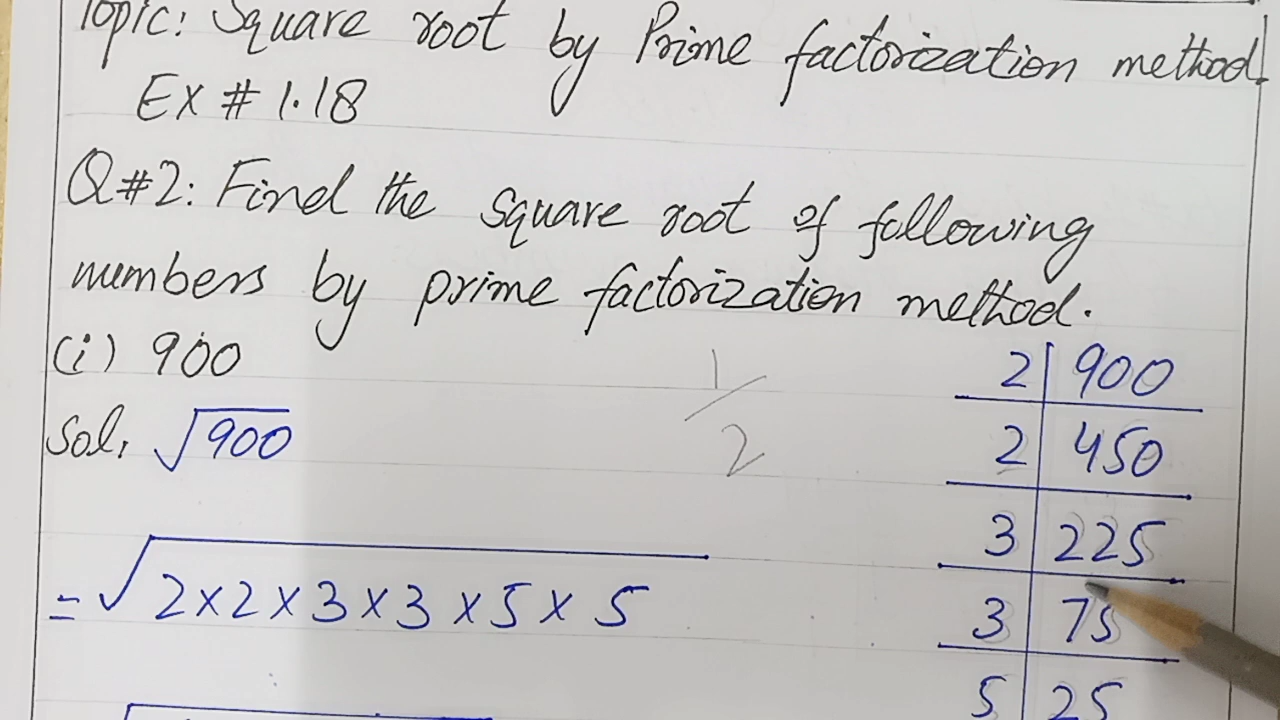 Topic: Square root by Prime factorization method.
Ex # 1.18
Q#2: Find the square root of following
numbers by prime factorization method.
(i) 900
Sol, √900
1/2
= √2×2×3×3×5×5
2 | 900
2 | 450
3 | 225
3 | 75
5 | 25